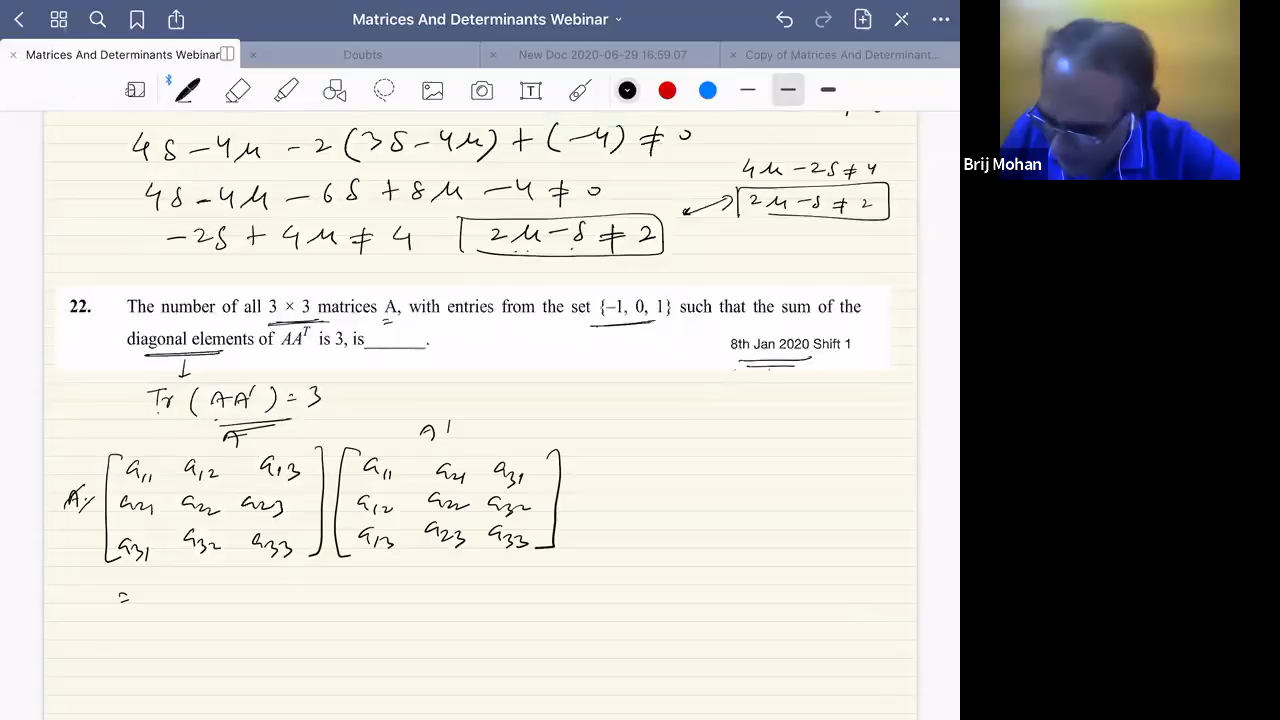 Matrices And Determinants Webinar
Matrices And Determinants Webinar
Doubts
New Doc 2020-06-29 16.59.07
Copy of Matrices And Determinant...
T
Brij Mohan
4δ - 4μ - 2 (3δ - 4μ) + (-4) ≠ 0
4δ - 4μ - 6δ + 8μ - 4 ≠ 0
4μ - 2δ ≠ 4
2μ - δ ≠ 2
-2δ + 4μ ≠ 4 2μ - δ ≠ 2
22. The number of all 3 × 3 matrices A, with entries from the set {–1, 0, 1} such that the sum of the
diagonal elements of AAᵀ is 3, is______.
8th Jan 2020 Shift 1
Tr (AA') = 3
A'
a₁₁ a₁₂ a₁₃ a₁₁ a₂₁ a₃₁
a₂₁ a₂₂ a₂₃ a₁₂ a₂₂ a₃₂
a₃₁ a₃₂ a₃₃ a₁₃ a₂₃ a₃₃
=